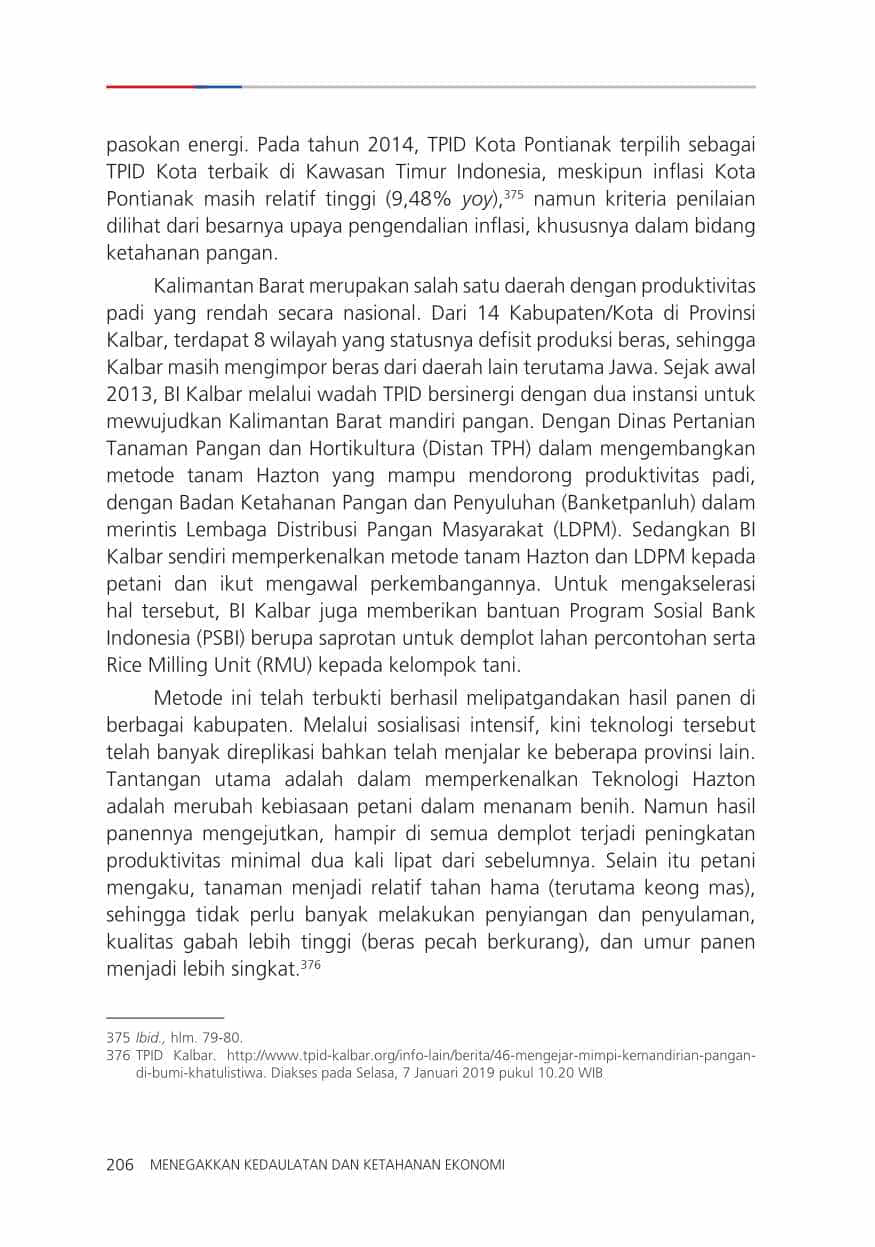 pasokan energi. Pada tahun 2014, TPID Kota Pontianak terpilih sebagai
TPID Kota terbaik di Kawasan Timur Indonesia, meskipun inflasi Kota
Pontianak masih relatif tinggi (9,48% yoy),375 namun kriteria penilaian
dilihat dari besarnya upaya pengendalian inflasi, khususnya dalam bidang
ketahanan pangan.
Kalimantan Barat merupakan salah satu daerah dengan produktivitas
padi yang rendah secara nasional. Dari 14 Kabupaten/Kota di Provinsi
Kalbar, terdapat 8 wilayah yang statusnya defisit produksi beras, sehingga
Kalbar masih mengimpor beras dari daerah lain terutama Jawa. Sejak awal
2013, BI Kalbar melalui wadah TPID bersinergi dengan dua instansi untuk
mewujudkan Kalimantan Barat mandiri pangan. Dengan Dinas Pertanian
Tanaman Pangan dan Hortikultura (Distan TPH) dalam mengembangkan
metode tanam Hazton yang mampu mendorong produktivitas padi,
dengan Badan Ketahanan Pangan dan Penyuluhan (Banketpanluh) dalam
merintis Lembaga Distribusi Pangan Masyarakat (LDPM). Sedangkan BI
Kalbar sendiri memperkenalkan metode tanam Hazton dan LDPM kepada
petani dan ikut mengawal perkembangannya. Untuk mengakselerasi
hal tersebut, BI Kalbar juga memberikan bantuan Program Sosial Bank
Indonesia (PSBI) berupa saprotan untuk demplot lahan percontohan serta
Rice Milling Unit (RMU) kepada kelompok tani.
Metode ini telah terbukti berhasil melipatgandakan hasil panen di
berbagai kabupaten. Melalui sosialisasi intensif, kini teknologi tersebut
telah banyak direplikasi bahkan telah menjalar ke beberapa provinsi lain.
Tantangan utama adalah dalam memperkenalkan Teknologi Hazton
adalah merubah kebiasaan petani dalam menanam benih. Namun hasil
panennya mengejutkan, hampir di semua demplot terjadi peningkatan
produktivitas minimal dua kali lipat dari sebelumnya. Selain itu petani
mengaku, tanaman menjadi relatif tahan hama (terutama keong mas),
sehingga tidak perlu banyak melakukan penyiangan dan penyulaman,
kualitas gabah lebih tinggi (beras pecah berkurang), dan umur panen
menjadi lebih singkat.376
375 Ibid., hlm. 79-80.
376 TPID Kalbar. http://www.tpid-kalbar.org/info-lain/berita/46-mengejar-mimpi-kemandirian-pangan-
di-bumi-khatulistiwa. Diakses pada Selasa, 7 Januari 2019 pukul 10.20 WIB
206 MENEGAKKAN KEDAULATAN DAN KETAHANAN EKONOMI